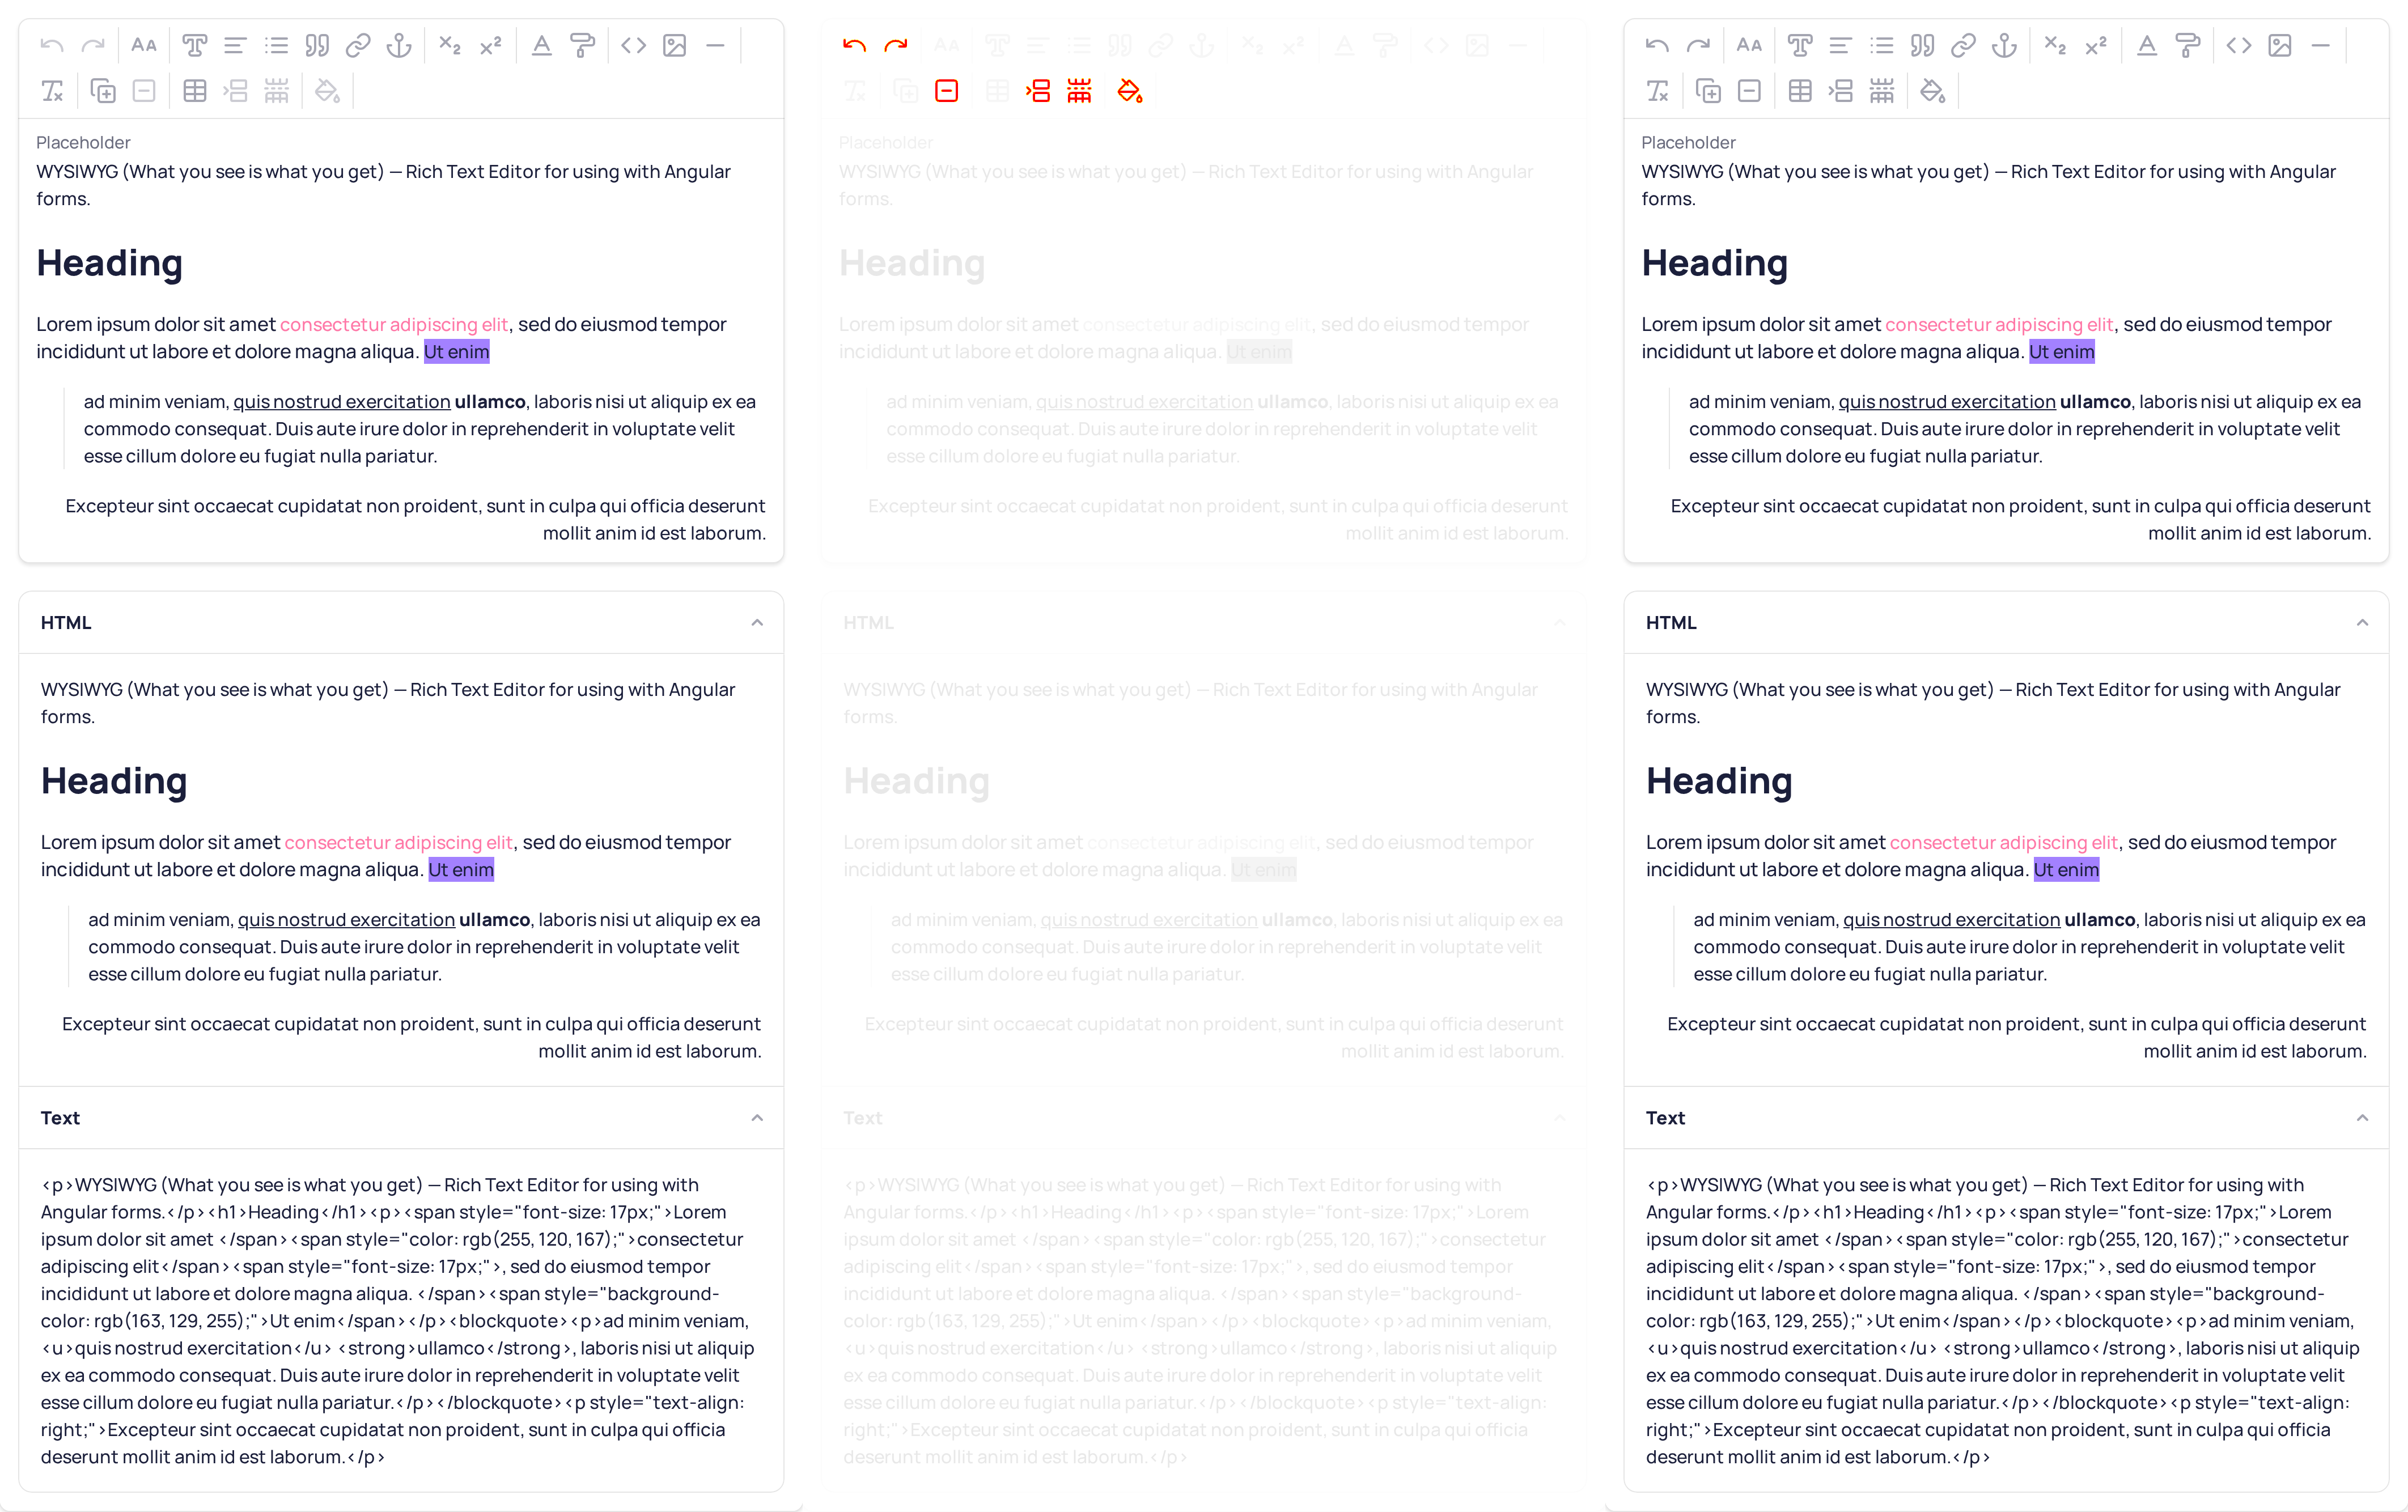 AA
X2 X²
Placeholder
WYSIWYG (What you see is what you get) — Rich Text Editor for using with Angular
forms.
Heading
Lorem ipsum dolor sit amet consectetur adipiscing elit, sed do eiusmod tempor
incididunt ut labore et dolore magna aliqua. Ut enim
ad minim veniam, quis nostrud exercitation ullamco, laboris nisi ut aliquip ex ea
commodo consequat. Duis aute irure dolor in reprehenderit in voluptate velit
esse cillum dolore eu fugiat nulla pariatur.
Excepteur sint occaecat cupidatat non proident, sunt in culpa qui officia deserunt
mollit anim id est laborum.
HTML
WYSIWYG (What you see is what you get) — Rich Text Editor for using with Angular
forms.
Heading
Lorem ipsum dolor sit amet consectetur adipiscing elit, sed do eiusmod tempor
incididunt ut labore et dolore magna aliqua. Ut enim
ad minim veniam, quis nostrud exercitation ullamco, laboris nisi ut aliquip ex ea
commodo consequat. Duis aute irure dolor in reprehenderit in voluptate velit
esse cillum dolore eu fugiat nulla pariatur.
Excepteur sint occaecat cupidatat non proident, sunt in culpa qui officia deserunt
mollit anim id est laborum.
Text
<p>WYSIWYG (What you see is what you get) — Rich Text Editor for using with
Angular forms.</p><h1>Heading</h1><p><span style="font-size: 17px;">Lorem
ipsum dolor sit amet </span><span style="color: rgb(255, 120, 167);">consectetur
adipiscing elit</span><span style="font-size: 17px;">, sed do eiusmod tempor
incididunt ut labore et dolore magna aliqua. </span><span style="background-
color: rgb(163, 129, 255);">Ut enim</span></p><blockquote><p>ad minim veniam,
<u>quis nostrud exercitation</u> <strong>ullamco</strong>, laboris nisi ut aliquip
ex ea commodo consequat. Duis aute irure dolor in reprehenderit in voluptate velit
esse cillum dolore eu fugiat nulla pariatur.</p></blockquote><p style="text-align:
right;">Excepteur sint occaecat cupidatat non proident, sunt in culpa qui officia
deserunt mollit anim id est laborum.</p>
AA
X2 X²
Placeholder
WYSIWYG (What you see is what you get) — Rich Text Editor for using with Angular
forms.
Heading
Lorem ipsum dolor sit amet consectetur adipiscing elit, sed do eiusmod tempor
incididunt ut labore et dolore magna aliqua. Ut enim
ad minim veniam, quis nostrud exercitation ullamco, laboris nisi ut aliquip ex ea
commodo consequat. Duis aute irure dolor in reprehenderit in voluptate velit
esse cillum dolore eu fugiat nulla pariatur.
Excepteur sint occaecat cupidatat non proident, sunt in culpa qui officia deserunt
mollit anim id est laborum.
HTML
WYSIWYG (What you see is what you get) — Rich Text Editor for using with Angular
forms.
Heading
Lorem ipsum dolor sit amet consectetur adipiscing elit, sed do eiusmod tempor
incididunt ut labore et dolore magna aliqua. Ut enim
ad minim veniam, quis nostrud exercitation ullamco, laboris nisi ut aliquip ex ea
commodo consequat. Duis aute irure dolor in reprehenderit in voluptate velit
esse cillum dolore eu fugiat nulla pariatur.
Excepteur sint occaecat cupidatat non proident, sunt in culpa qui officia deserunt
mollit anim id est laborum.
Text
<p>WYSIWYG (What you see is what you get) — Rich Text Editor for using with
Angular forms.</p><h1>Heading</h1><p><span style="font-size: 17px;">Lorem
ipsum dolor sit amet </span><span style="color: rgb(255, 120, 167);">consectetur
adipiscing elit</span><span style="font-size: 17px;">, sed do eiusmod tempor
incididunt ut labore et dolore magna aliqua. </span><span style="background-
color: rgb(163, 129, 255);">Ut enim</span></p><blockquote><p>ad minim veniam,
<u>quis nostrud exercitation</u> <strong>ullamco</strong>, laboris nisi ut aliquip
ex ea commodo consequat. Duis aute irure dolor in reprehenderit in voluptate velit
esse cillum dolore eu fugiat nulla pariatur.</p></blockquote><p style="text-align:
right;">Excepteur sint occaecat cupidatat non proident, sunt in culpa qui officia
deserunt mollit anim id est laborum.</p>
AA
X2 X²
Placeholder
WYSIWYG (What you see is what you get) — Rich Text Editor for using with Angular
forms.
Heading
Lorem ipsum dolor sit amet consectetur adipiscing elit, sed do eiusmod tempor
incididunt ut labore et dolore magna aliqua. Ut enim
ad minim veniam, quis nostrud exercitation ullamco, laboris nisi ut aliquip ex ea
commodo consequat. Duis aute irure dolor in reprehenderit in voluptate velit
esse cillum dolore eu fugiat nulla pariatur.
Excepteur sint occaecat cupidatat non proident, sunt in culpa qui officia deserunt
mollit anim id est laborum.
HTML
WYSIWYG (What you see is what you get) — Rich Text Editor for using with Angular
forms.
Heading
Lorem ipsum dolor sit amet consectetur adipiscing elit, sed do eiusmod tempor
incididunt ut labore et dolore magna aliqua. Ut enim
ad minim veniam, quis nostrud exercitation ullamco, laboris nisi ut aliquip ex ea
commodo consequat. Duis aute irure dolor in reprehenderit in voluptate velit
esse cillum dolore eu fugiat nulla pariatur.
Excepteur sint occaecat cupidatat non proident, sunt in culpa qui officia deserunt
mollit anim id est laborum.
Text
<p>WYSIWYG (What you see is what you get) — Rich Text Editor for using with
Angular forms.</p><h1>Heading</h1><p><span style="font-size: 17px;">Lorem
ipsum dolor sit amet </span><span style="color: rgb(255, 120, 167);">consectetur
adipiscing elit</span><span style="font-size: 17px;">, sed do eiusmod tempor
incididunt ut labore et dolore magna aliqua. </span><span style="background-
color: rgb(163, 129, 255);">Ut enim</span></p><blockquote><p>ad minim veniam,
<u>quis nostrud exercitation</u> <strong>ullamco</strong>, laboris nisi ut aliquip
ex ea commodo consequat. Duis aute irure dolor in reprehenderit in voluptate velit
esse cillum dolore eu fugiat nulla pariatur.</p></blockquote><p style="text-align:
right;">Excepteur sint occaecat cupidatat non proident, sunt in culpa qui officia
deserunt mollit anim id est laborum.</p>